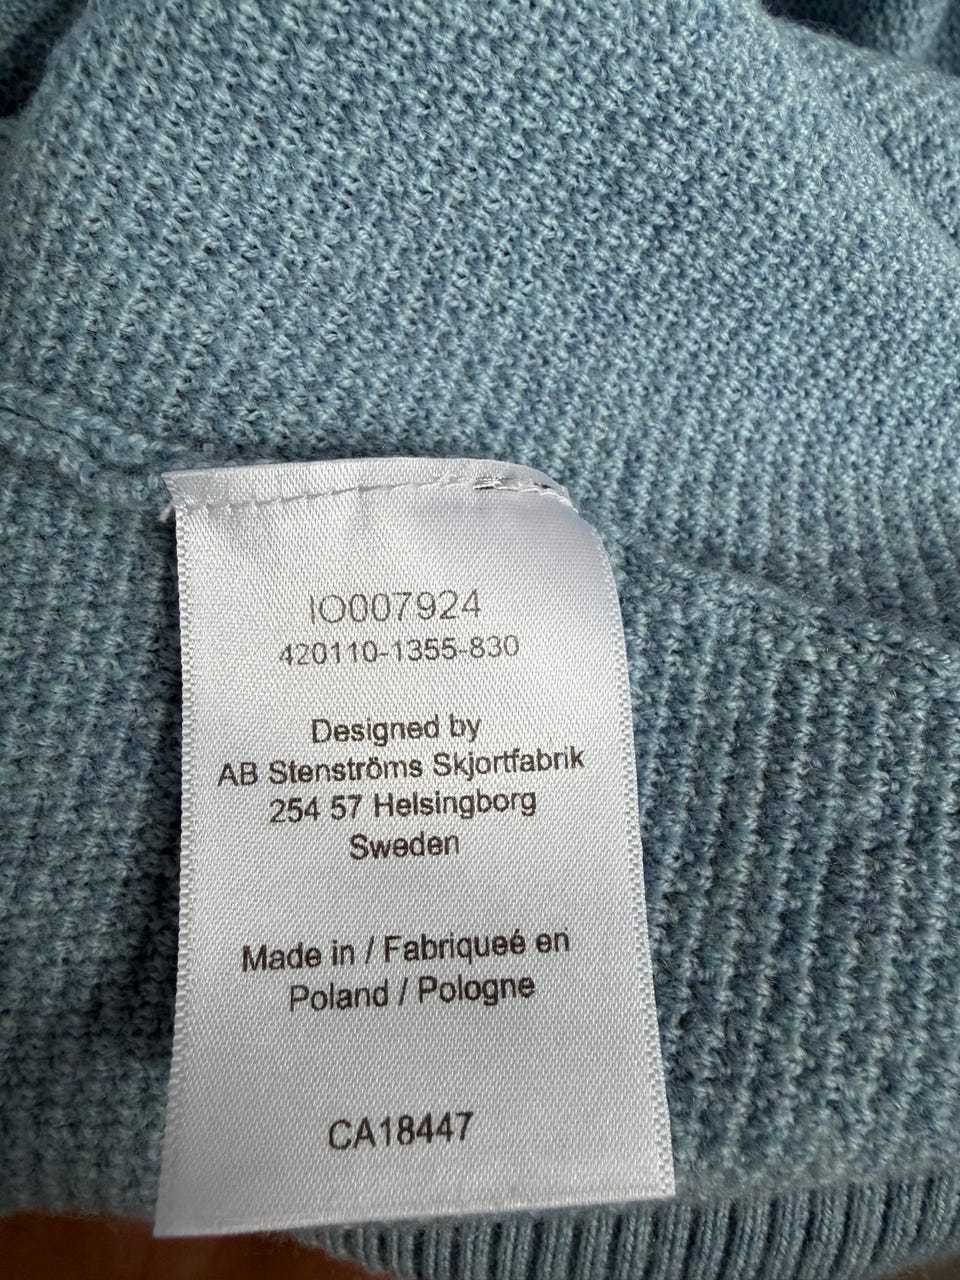 IO007924
420110-1355-830
Designed by
AB Stenströms Skjortfabrik
254 57 Helsingborg
Sweden
Made in / Fabriqueé en
Poland / Pologne
CA18447